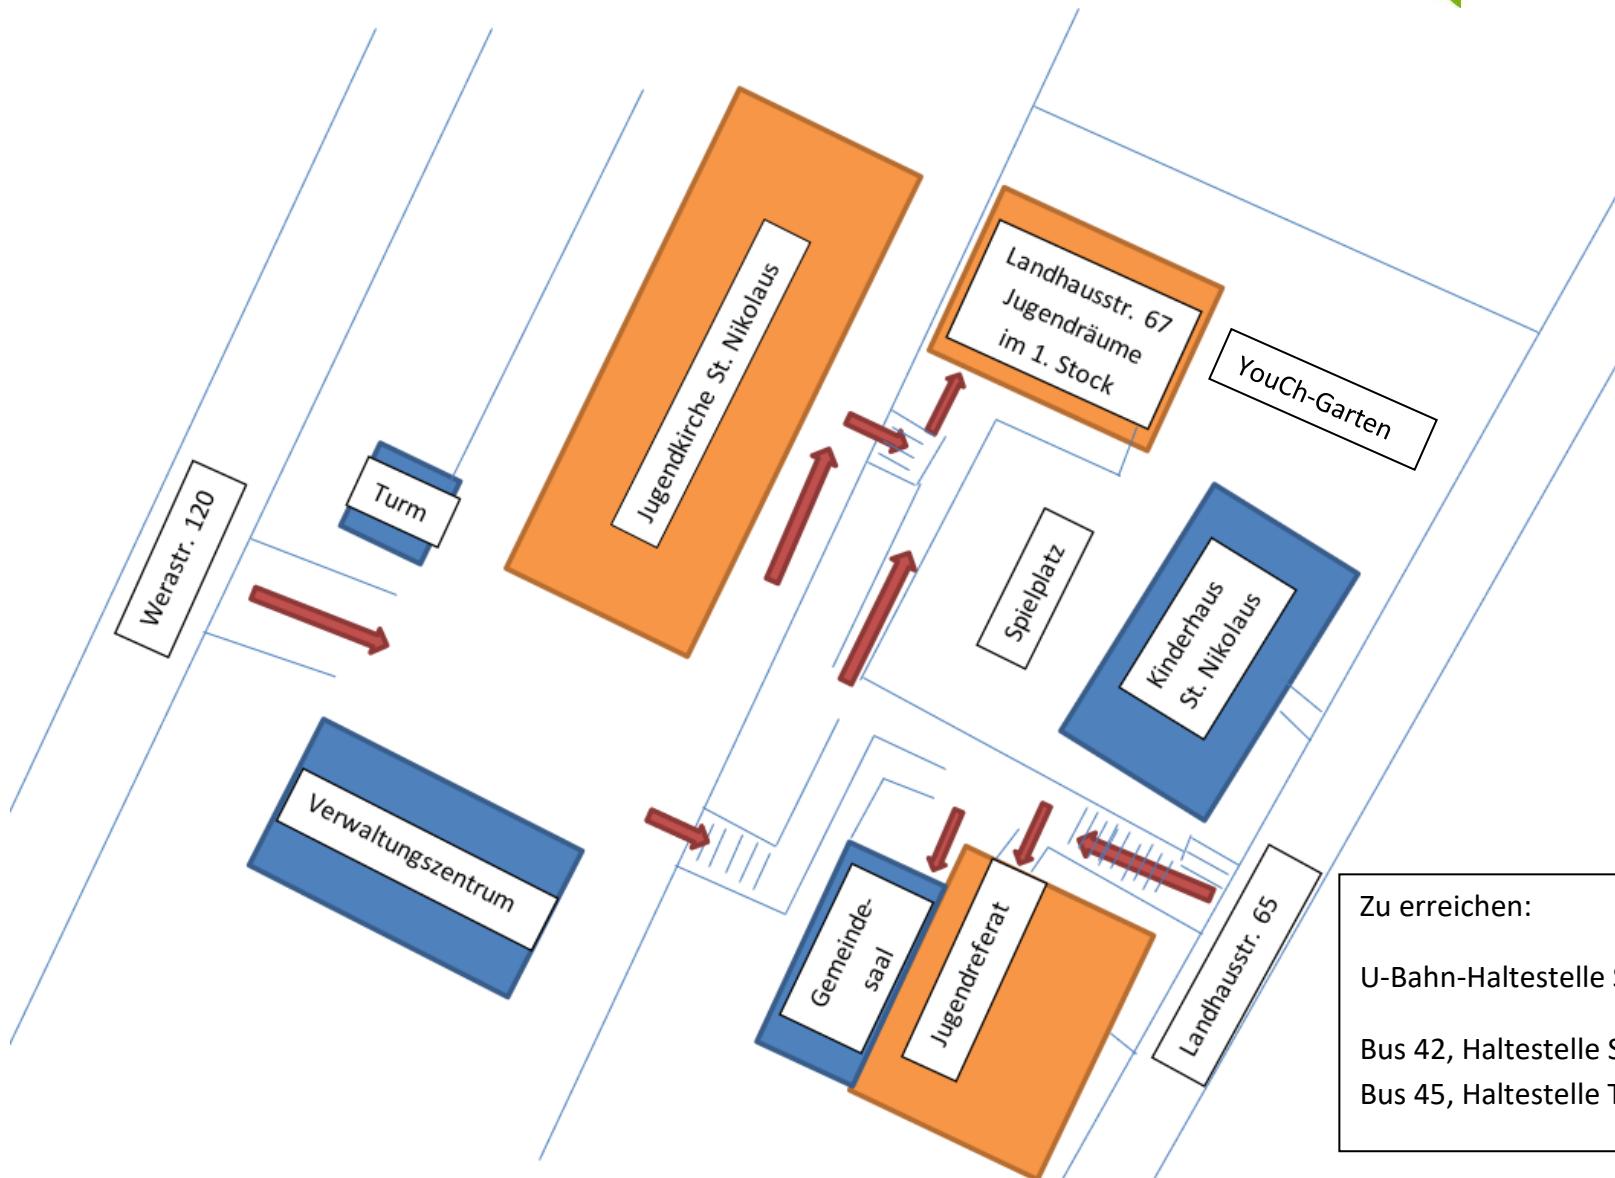 Landhausstr. 67
Jugendräume
im 1. Stock
Jugendkirche St. Nikolaus
YouCh-Garten
Turm
Werastr. 120
Spielplatz
Kinderhaus
St. Nikolaus
Verwaltungszentrum
Gemeinde-
saal
Jugendreferat
Landhausstr. 65
Zu erreichen:
U-Bahn-Haltestelle
Bus 42, Haltestelle
Bus 45, Haltestelle